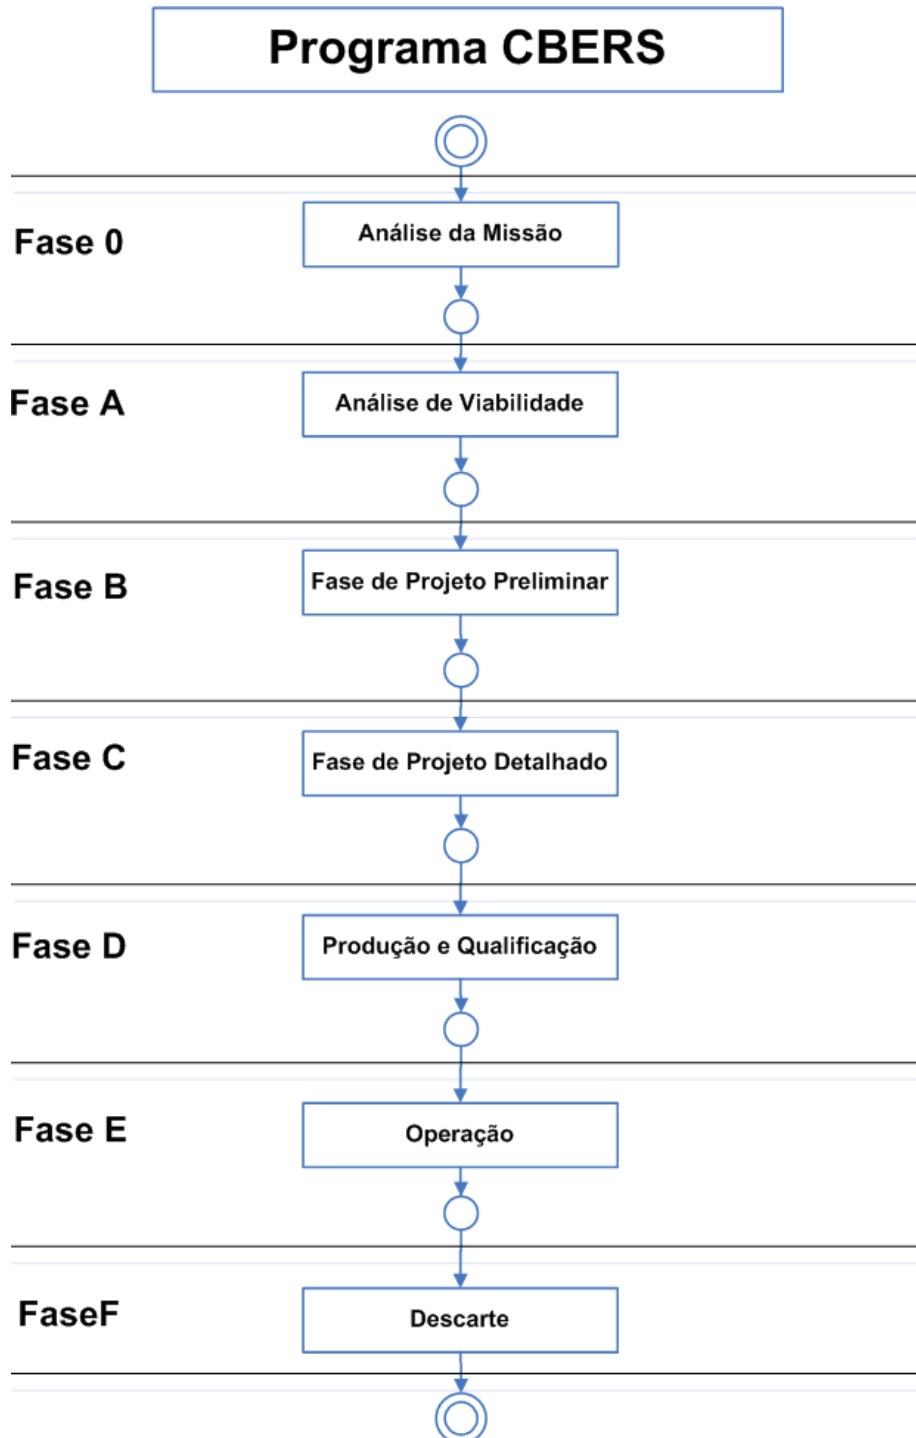 Programa CBERS
Fase 0
Análise da Missão
Fase A
Análise de Viabilidade
Fase B
Fase de Projeto Preliminar
Fase C
Fase de Projeto Detalhado
Fase D
Produção e Qualificação
Fase E
Operação
FaseF
Descarte